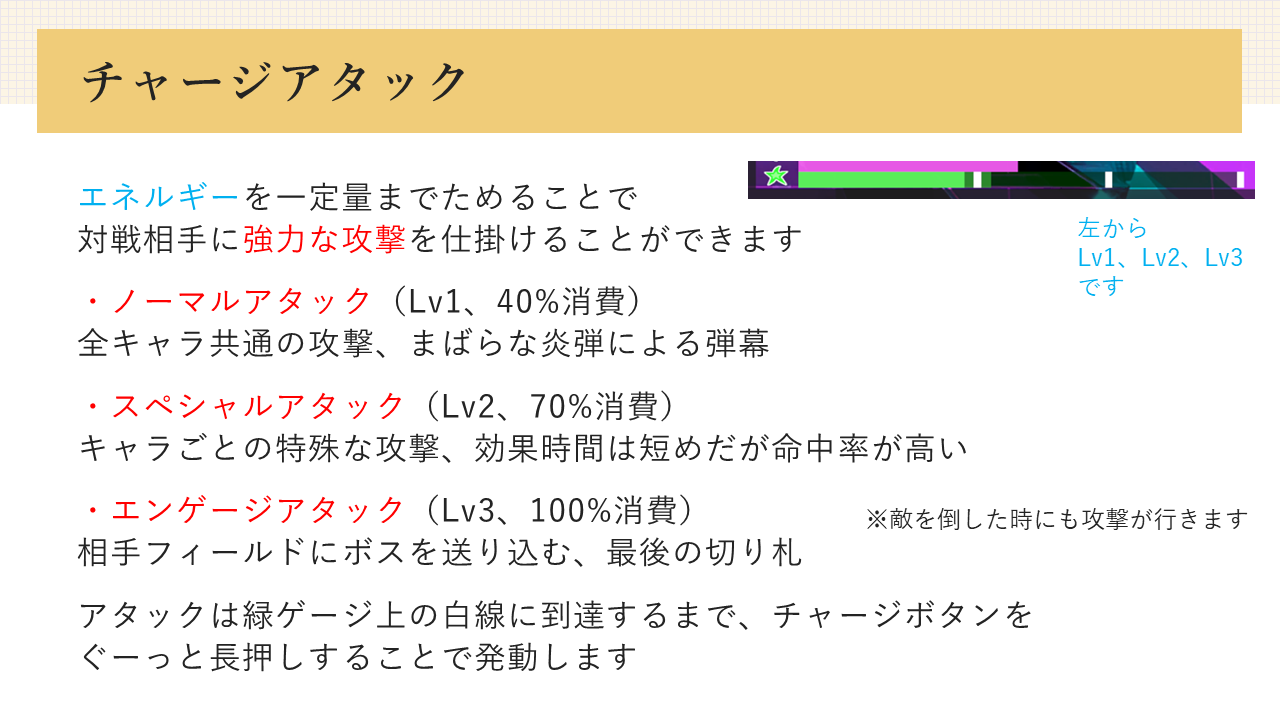 チャージアタック
エネルギーを一定量までためることで
対戦相手に強力な攻撃を仕掛けることができます
左から
Lv1、Lv2、Lv3
です
・ノーマルアタック（Lv1、40%消費）
全キャラ共通の攻撃、まばらな炎弾による弾幕
・スペシャルアタック（Lv2、70%消費）
キャラごとの特殊な攻撃、効果時間は短めだが命中率が高い
・エンゲージアタック（Lv3、100%消費）
※敵を倒した時にも攻撃が行きます
相手フィールドにボスを送り込む、最後の切り札
アタックは緑ゲージ上の白線に到達するまで、チャージボタンを
ぐーっと長押しすることで発動します